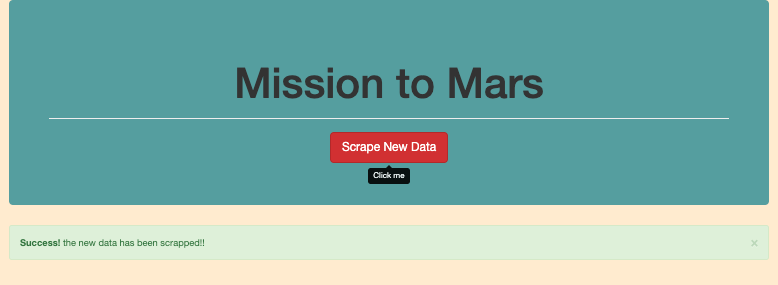 Mission to Mars
Scrape New Data
Click me
Success! the new data has been scrapped!! ×